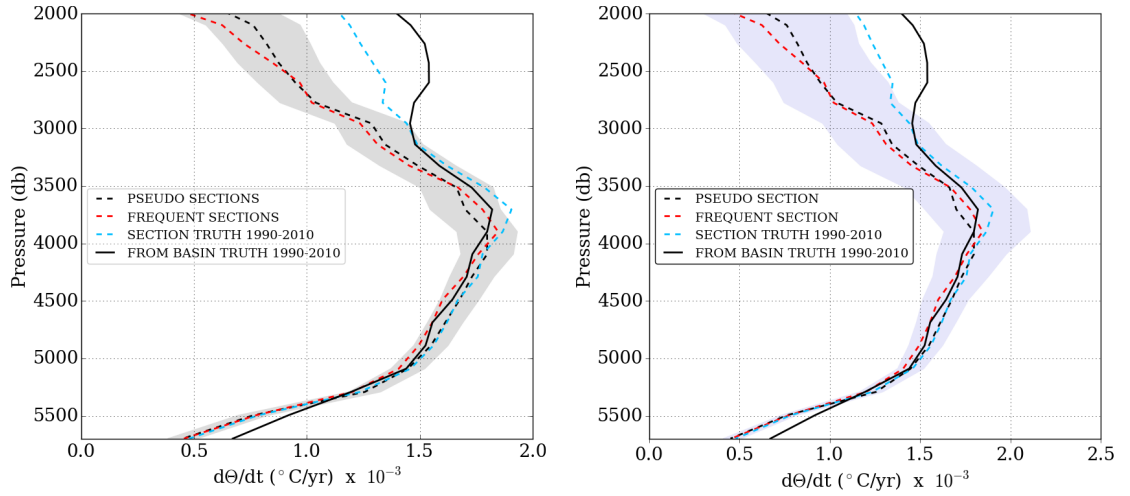 2000
2500
3000
3500
4000
4500
5000
5500
Pressure (db)
PSEUDO SECTIONS
FREQUENT SECTIONS
SECTION TRUTH 1990-2010
FROM BASIN TRUTH 1990-2010
0.0 0.5 1.0 1.5 2.0
dΘ/dt (°C/yr) x 10⁻³
2000
2500
3000
3500
4000
4500
5000
5500
Pressure (db)
PSEUDO SECTION
FREQUENT SECTION
SECTION TRUTH 1990-2010
FROM BASIN TRUTH 1990-2010
0.0 0.5 1.0 1.5 2.0 2.5
dΘ/dt (°C/yr) x 10⁻³